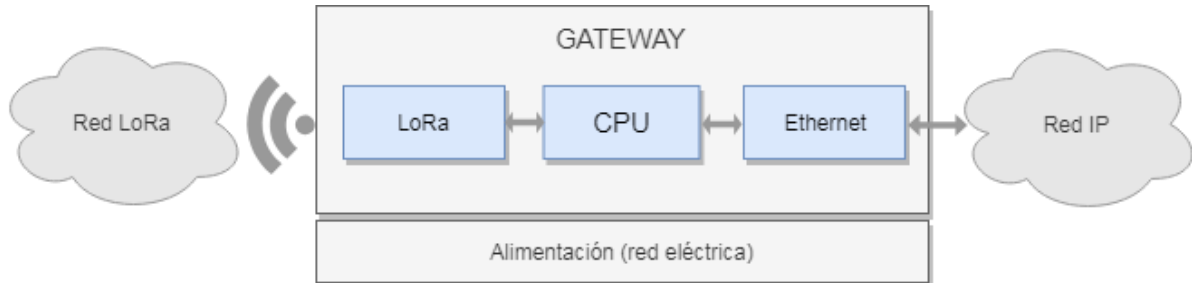 GATEWAY
Red LoRa
LoRa
CPU
Ethernet
Red IP
Alimentación (red eléctrica)